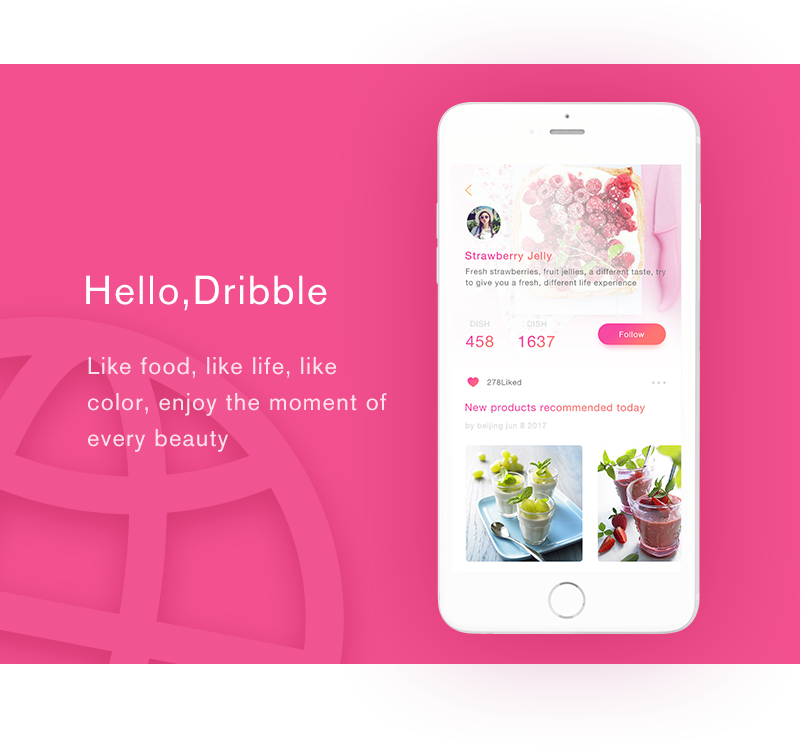 Hello,Dribble
Like food, like life, like
color, enjoy the moment of
every beauty
Strawberry Jelly
Fresh strawberries, fruit jellies, a different taste, try
to give you a fresh, different life experience
DISH DISH
458 1637
Follow
278Liked
New products recommended today
by beijing jun 8 2017